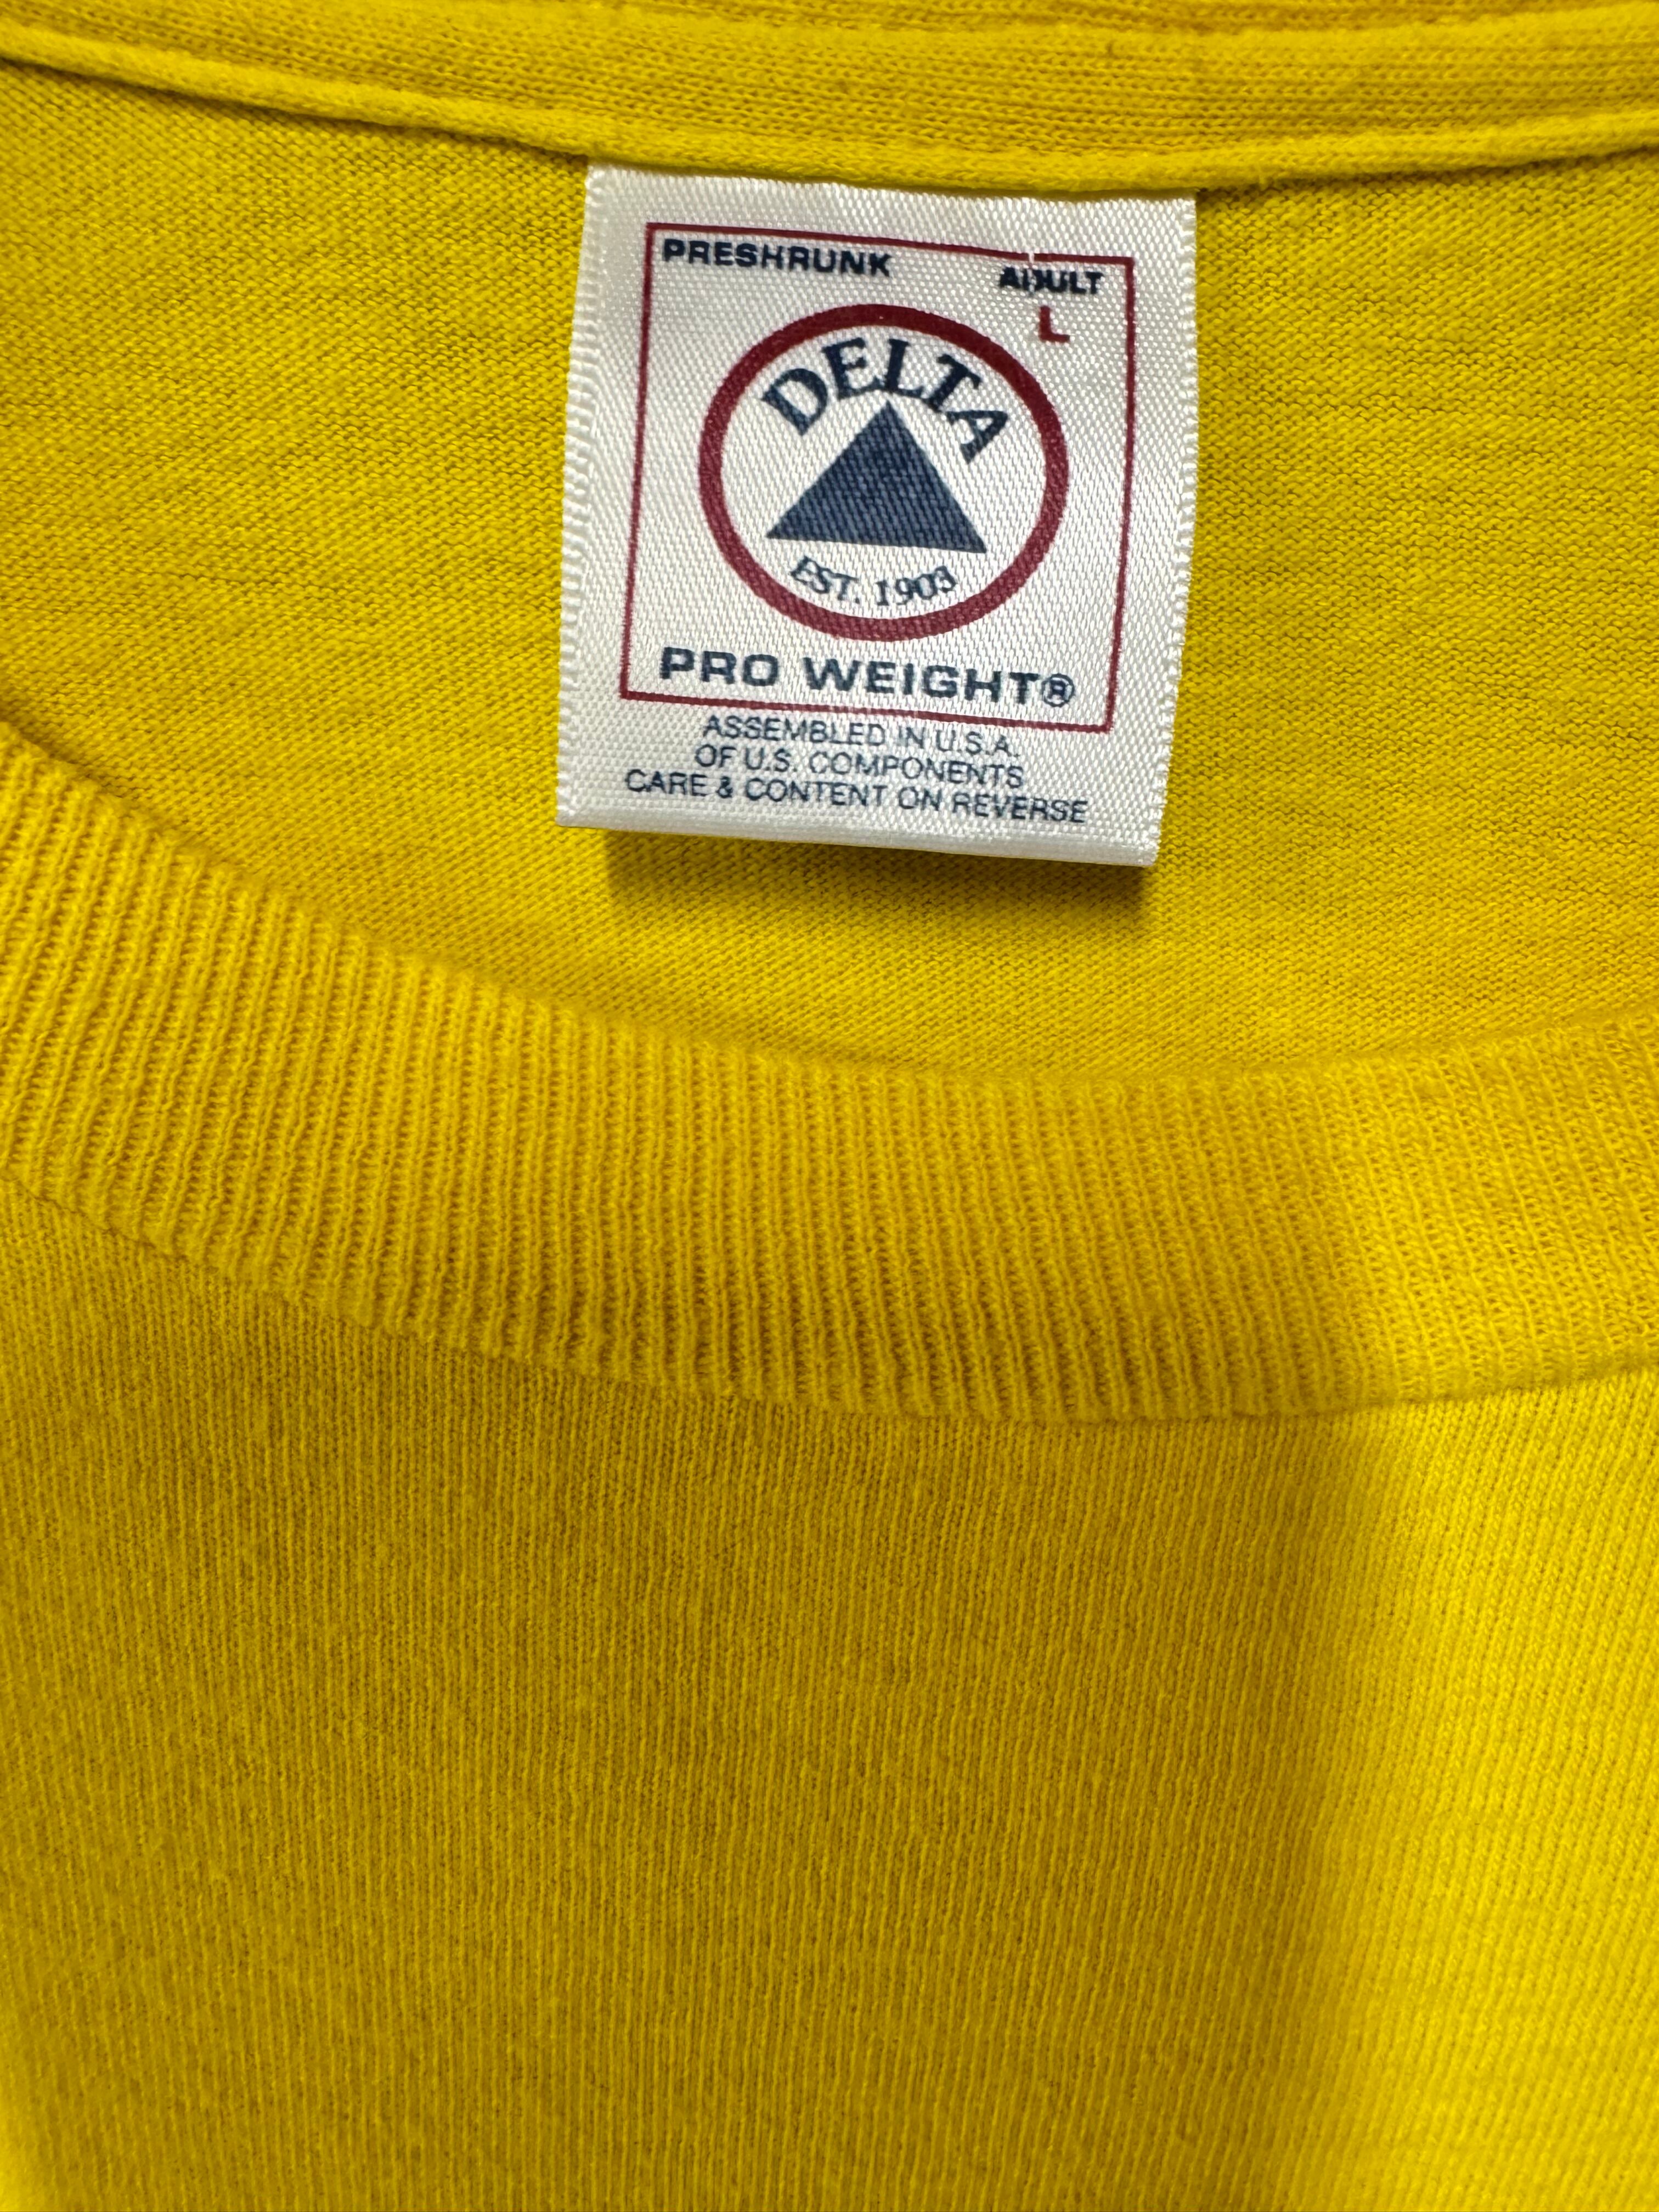 PRESHRUNK ADULT
L
DELTA
EST. 1903
PRO WEIGHT®
ASSEMBLED IN U.S.A.
OF U.S. COMPONENTS
CARE & CONTENT ON REVERSE